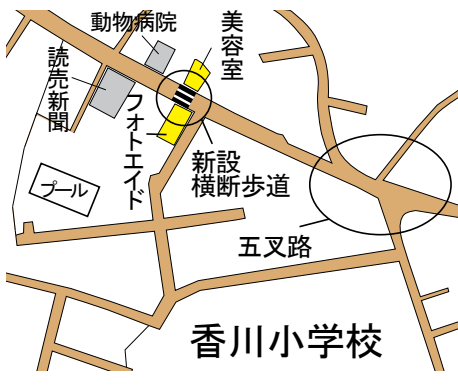 動物病院
美容室
読売新聞
フォトエイド
新設
横断歩道
プール
五叉路
香川小学校